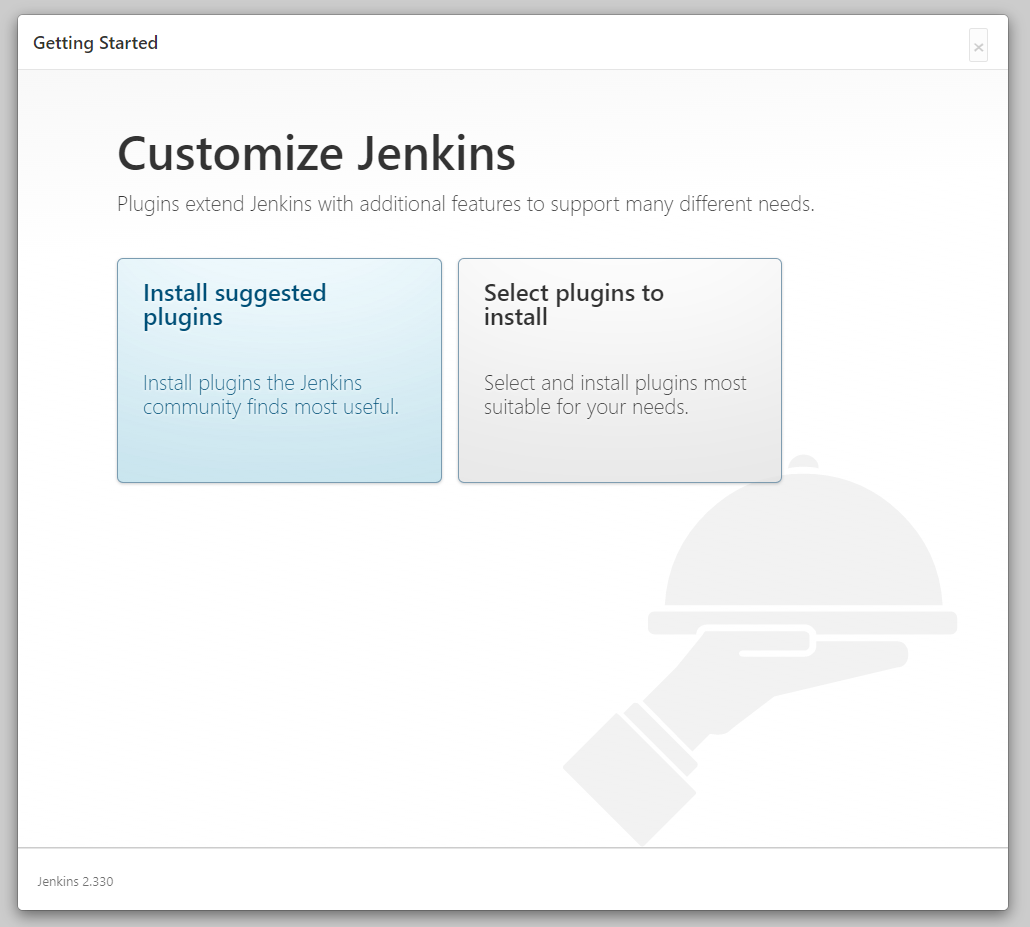 Getting Started
×
Customize Jenkins
Plugins extend Jenkins with additional features to support many different needs.
Install suggested
plugins
Install plugins the Jenkins
community finds most useful.
Select plugins to
install
Select and install plugins most
suitable for your needs.
Jenkins 2.330